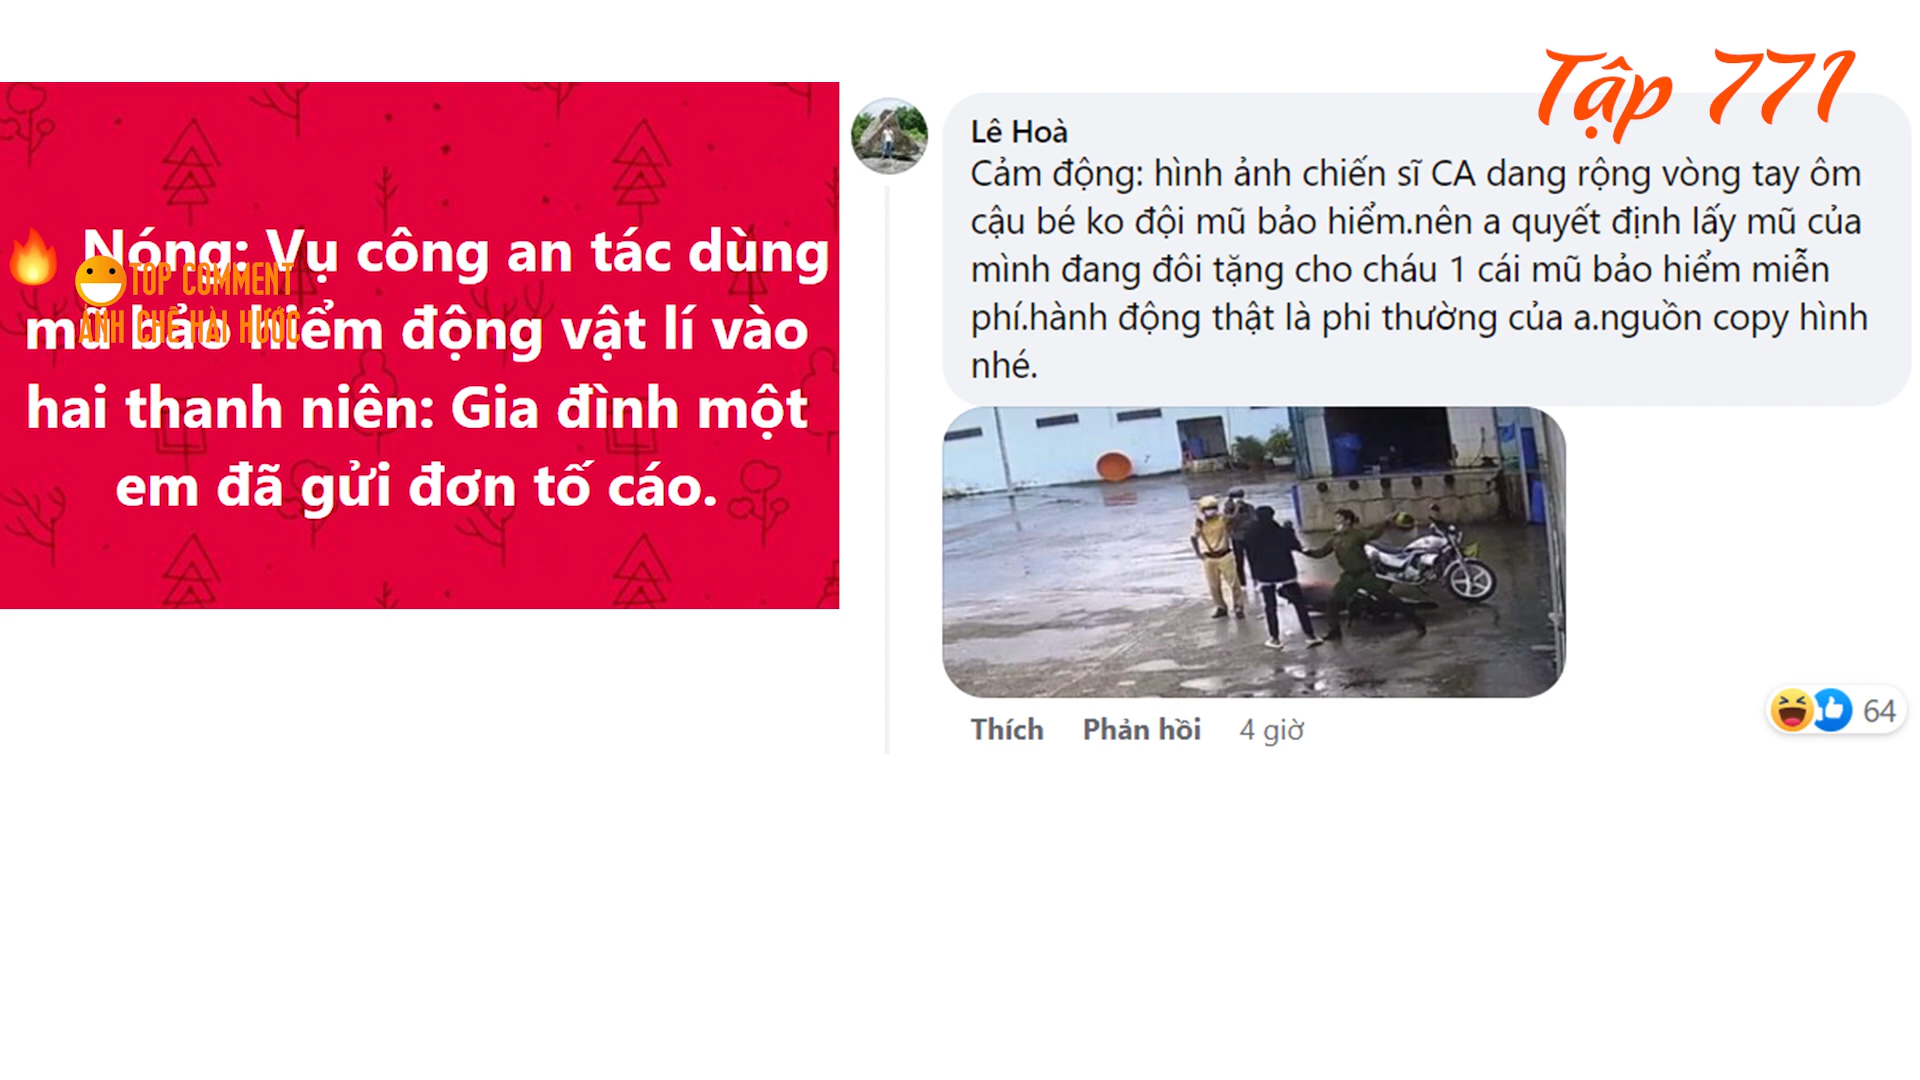 Tập 771
🔥 Nóng: Vụ công an tác dùng
mũ bảo hiểm động vật lí vào
hai thanh niên: Gia đình một
em đã gửi đơn tố cáo.
TOP COMMENT
ẢNH CHẾ HÀI HƯỚC
Lê Hoà
Cảm động: hình ảnh chiến sĩ CA dang rộng vòng tay ôm
cậu bé ko đội mũ bảo hiểm.nên a quyết định lấy mũ của
mình đang đôi tặng cho cháu 1 cái mũ bảo hiểm miễn
phí.hành động thật là phi thường của a.nguồn copy hình
nhé.
Thích Phản hồi 4 giờ
64